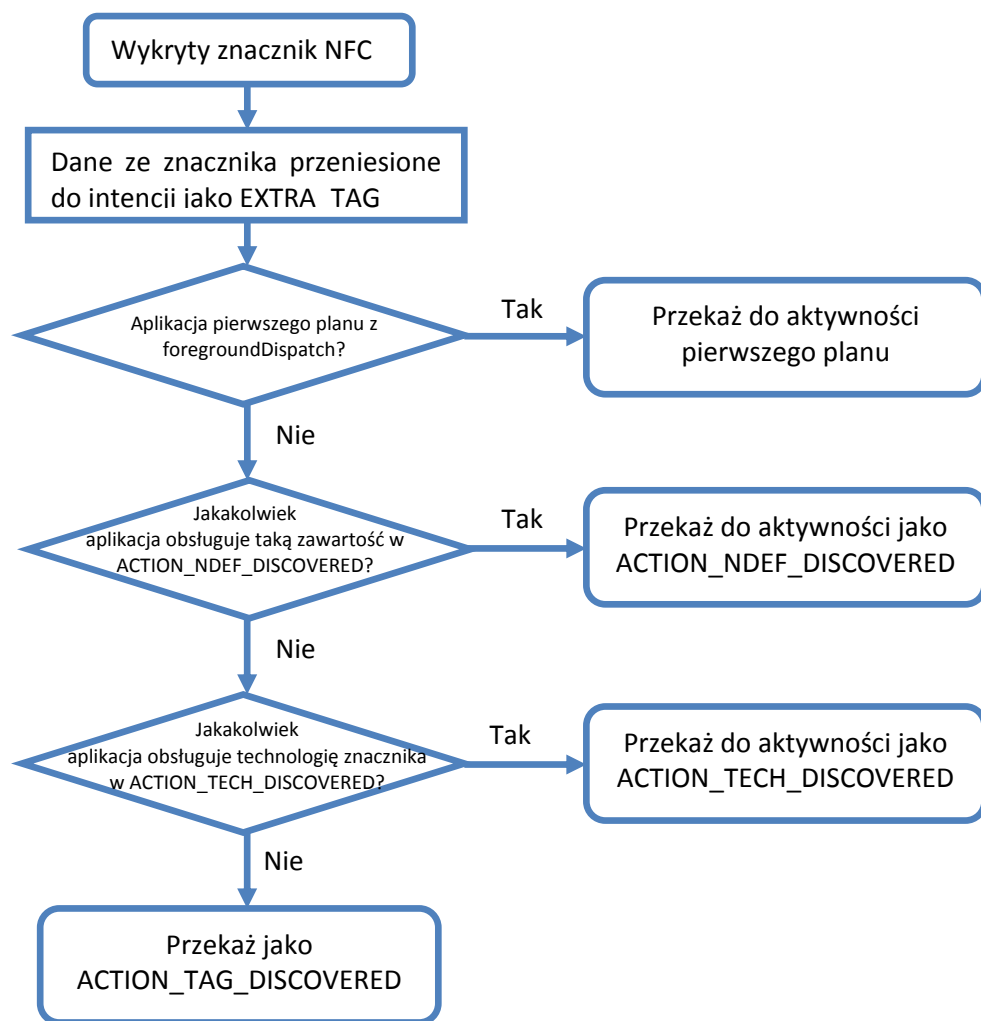 Wykryty znacznik NFC
Dane ze znacznika przeniesione
do intencji jako EXTRA_TAG
Aplikacja pierwszego planu z
foregroundDispatch?
Tak
Przekaż do aktywności
pierwszego planu
Nie
Jakakolwiek
aplikacja obsługuje taką zawartość w
ACTION_NDEF_DISCOVERED?
Tak
Przekaż do aktywności jako
ACTION_NDEF_DISCOVERED
Nie
Jakakolwiek
aplikacja obsługuje technologię znacznika
w ACTION_TECH_DISCOVERED?
Tak
Przekaż do aktywności jako
ACTION_TECH_DISCOVERED
Nie
Przekaż jako
ACTION_TAG_DISCOVERED